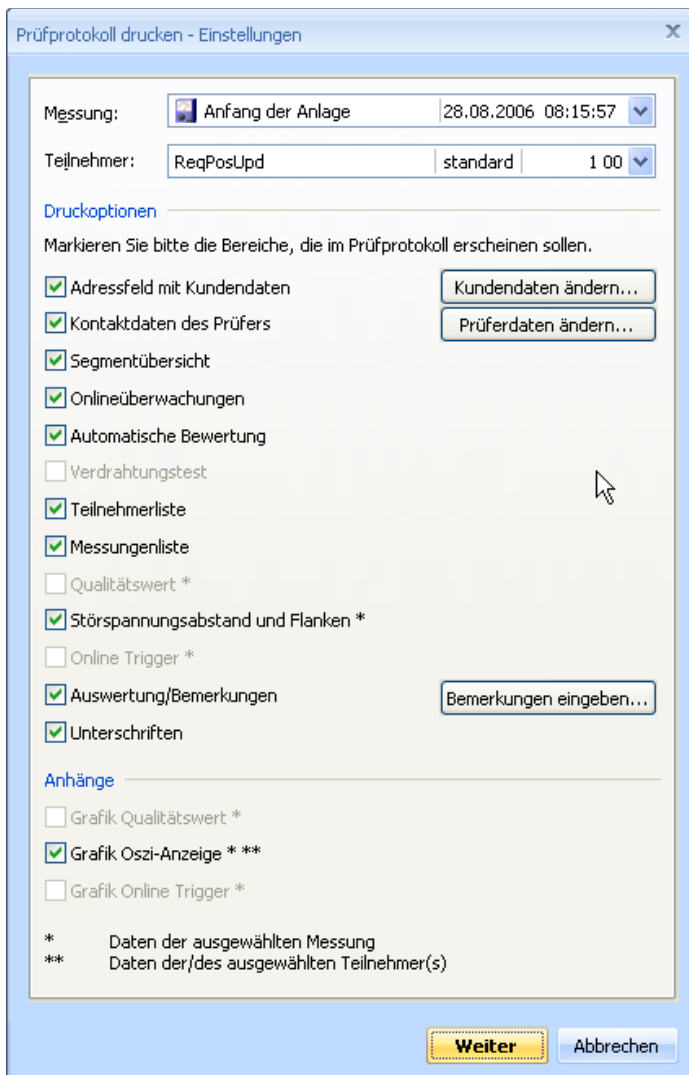 Prüfprotokoll drucken - Einstellungen
Messung: Anfang der Anlage 28.08.2006 08:15:57
Teilnehmer: ReqPosUpd standard 1 00
Druckoptionen
Markieren Sie bitte die Bereiche, die im Prüfprotokoll erscheinen sollen.
Adressfeld mit Kundendaten Kundendaten ändern...
Kontaktdaten des Prüfers Prüferdaten ändern...
Segmentübersicht
Onlineüberwachungen
Automatische Bewertung
Verdrahtungstest
Teilnehmerliste
Messungenliste
Qualitätswert *
Störspannungsabstand und Flanken *
Online Trigger *
Auswertung/Bemerkungen Bemerkungen eingeben...
Unterschriften
Anhänge
Grafik Qualitätswert *
Grafik Oszi-Anzeige * **
Grafik Online Trigger *
* Daten der ausgewählten Messung
** Daten der/des ausgewählten Teilnehmer(s)
Weiter Abbrechen